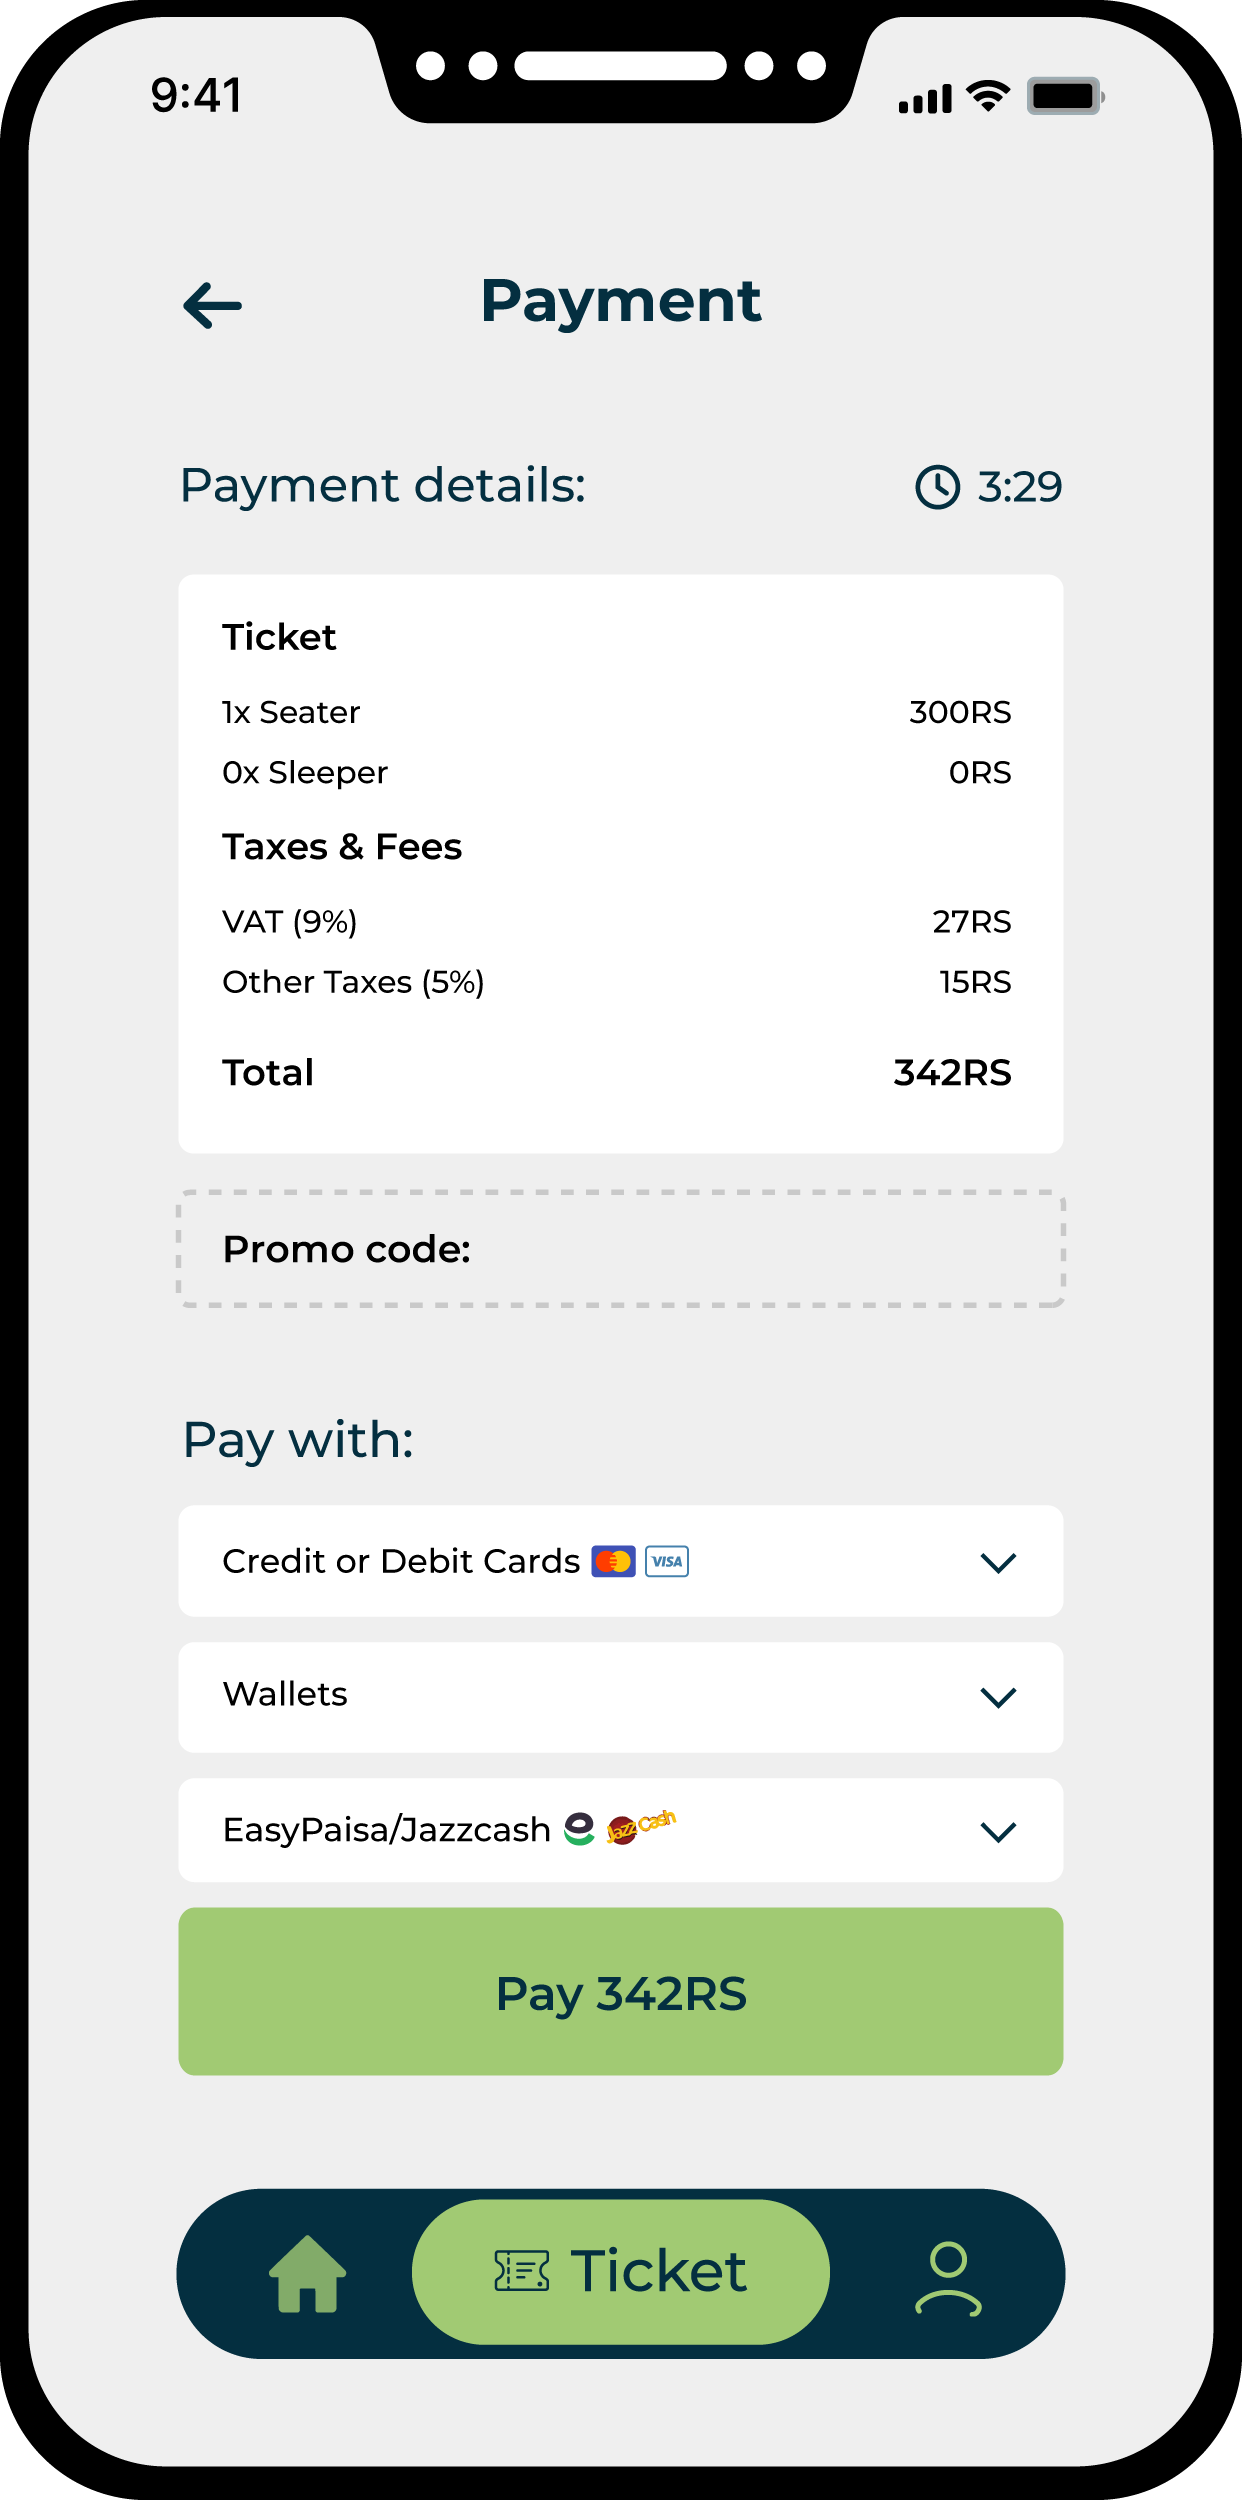 9:41
Payment
Payment details: 3:29
Ticket
1x Seater 300RS
0x Sleeper 0RS
Taxes & Fees
VAT (9%) 27RS
Other Taxes (5%) 15RS
Total 342RS
Promo code:
Pay with:
Credit or Debit Cards VISA
Wallets
EasyPaisa/Jazzcash Jazz Cash
Pay 342RS
Ticket